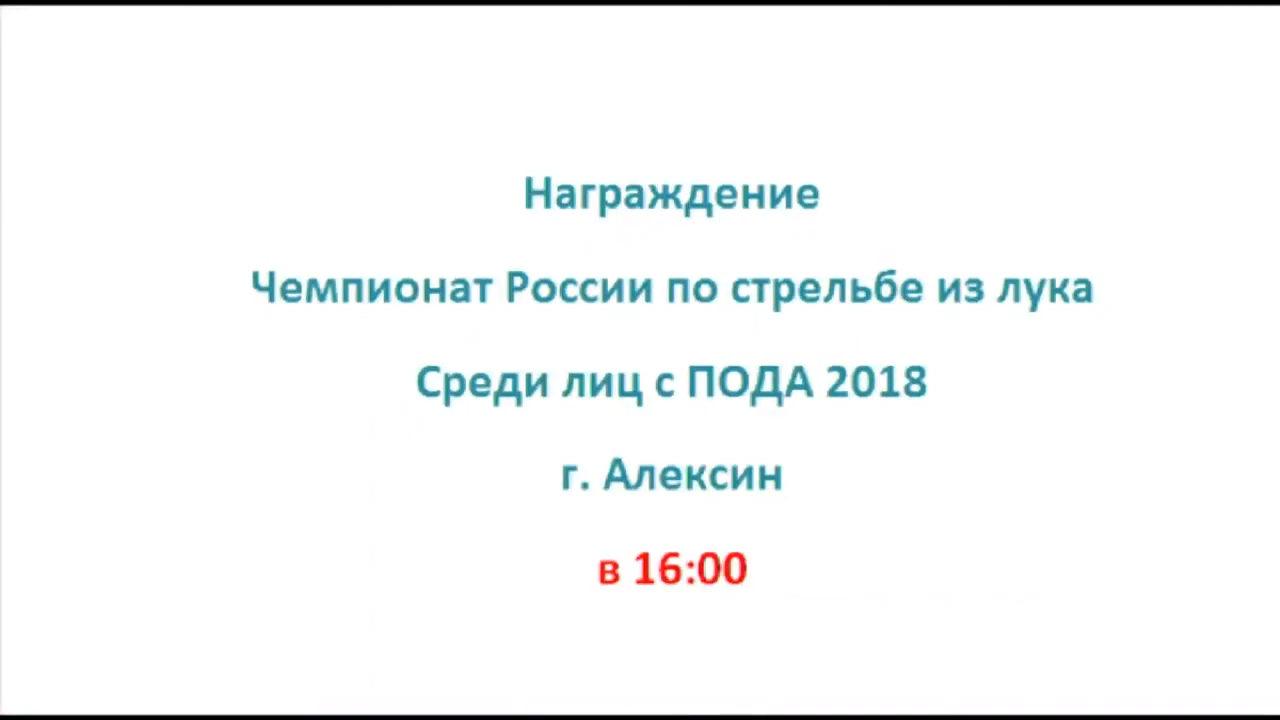 Награждение
Чемпионат России по стрельбе из лука
Среди лиц с ПОДА 2018
г. Алексин
в 16:00